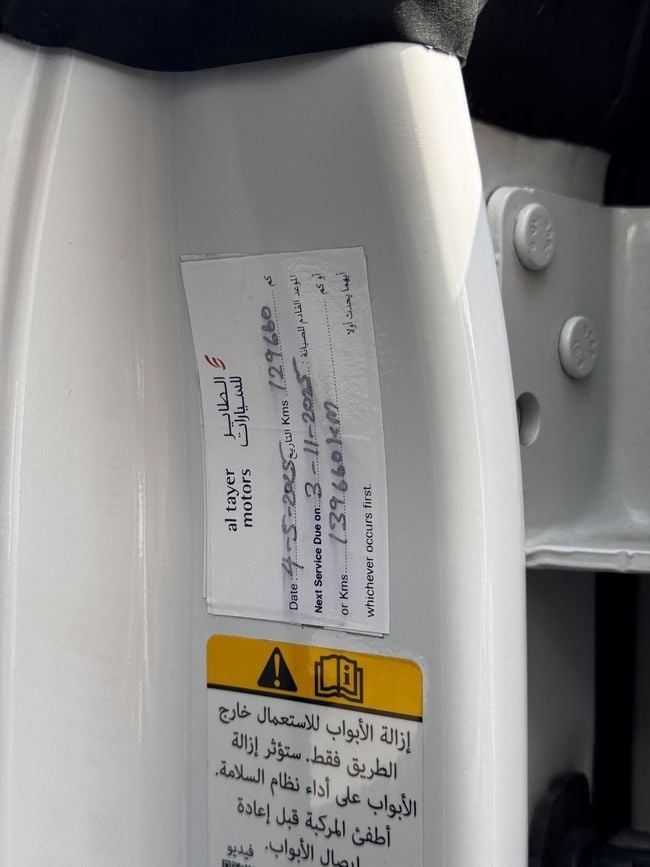 al tayer
motors
الطاير
للسيارات
Date : 4-5-2025 التاريخ Kms 129660 كم
Next Service Due on 3-11-2025 الموعد القادم للصيانة :
or Kms 139660KM أو كم
whichever occurs first. أيهما يحدث أولا
إزالة الأبواب للاستعمال خارج
الطريق فقط. ستؤثر إزالة
الأبواب على أداء نظام السلامة.
أطفئ المركبة قبل إعادة
إرصال الأبواب. فيديو